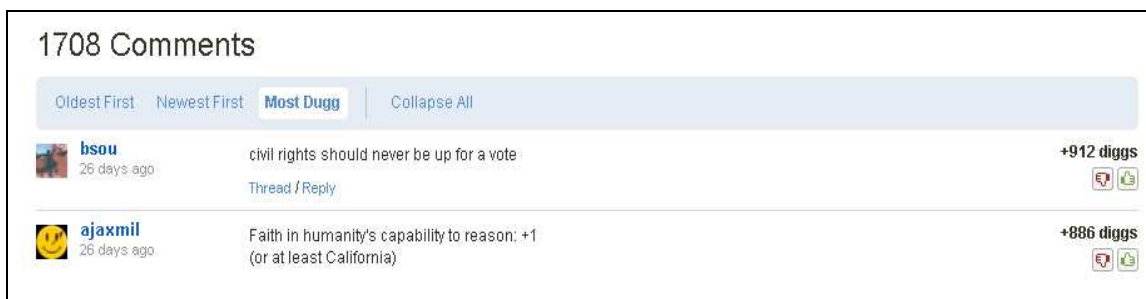 1708 Comments
Oldest First Newest First Most Dugg Collapse All
bsou civil rights should never be up for a vote +912 diggs
26 days ago
Thread / Reply
ajaxmil Faith in humanity's capability to reason: +1 +886 diggs
26 days ago (or at least California)